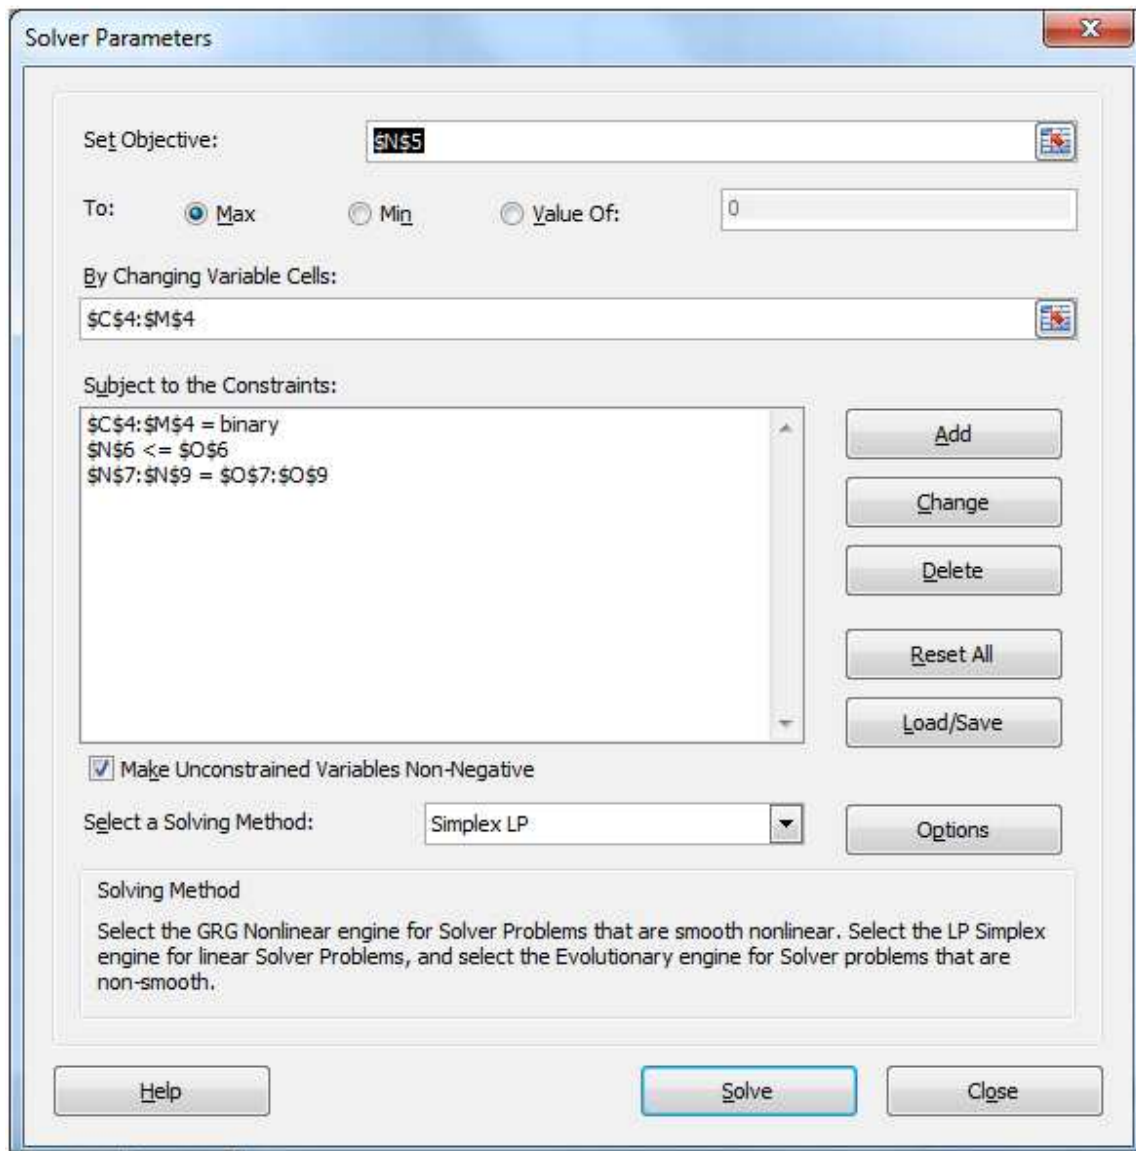 Solver Parameters
X
Set Objective:
$N$5
To:
Max
Min
Value Of:
0
By Changing Variable Cells:
$C$4:$M$4
Subject to the Constraints:
$C$4:$M$4 = binary
$N$6 <= $O$6
$N$7:$N$9 = $O$7:$O$9
Add
Change
Delete
Reset All
Load/Save
Make Unconstrained Variables Non-Negative
Select a Solving Method:
Simplex LP
Options
Solving Method
Select the GRG Nonlinear engine for Solver Problems that are smooth nonlinear. Select the LP Simplex
engine for linear Solver Problems, and select the Evolutionary engine for Solver problems that are
non-smooth.
Help
Solve
Close